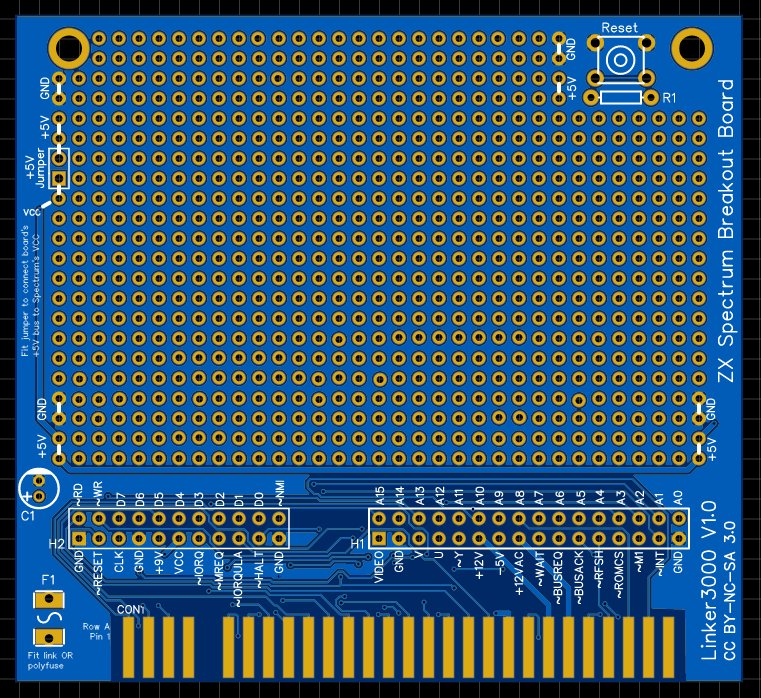 Reset
GND
+5V
R1
GND
+5V
+5V
Jumper
VCC
Fit jumper to connect board's
+5V bus to Spectrum's VCC
ZX Spectrum Breakout Board
GND
+5V
GND
+5V
C1
+
~RD
~WR
D7
D6
D5
D4
D3
D2
D1
D0
~NMI
A15
A14
A13
A12
A11
A10
A9
A8
A7
A6
A5
A4
A3
A2
A1
A0
H2
H1
GND
~RESET
CLK
GND
+9V
VCC
~IORQ
~MREQ
~IORQULA
~HALT
GND
VIDEO
GND
V
U
~Y
+12V
-5V
+12VAC
~WAIT
~BUSREQ
~BUSACK
~RFSH
~ROMCS
~M1
~INT
GND
F1
Fit link OR
polyfuse
Row A
Pin 1
CON1
Linker3000 V1.0
CC BY-NC-SA 3.0